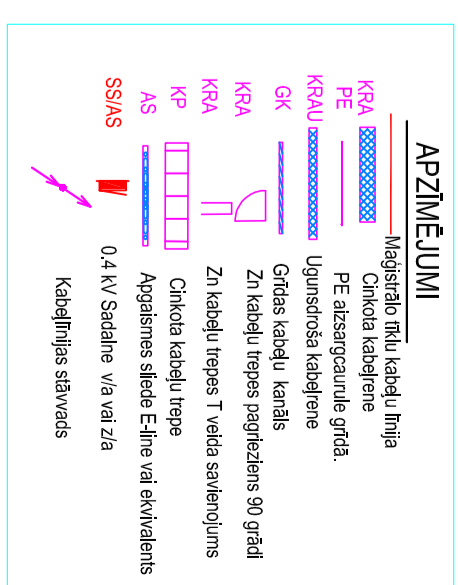 APZĪMĒJUMI
Maģistrālo tīklu kabeļu līnija
KRA Cinkota kabeļrene
PE PE aizsargcaurule grīdā.
KRAU Ugunsdroša kabeļrene
GK Grīdas kabeļu kanāls
KRA Zn kabeļu trepes pagrieziens 90 grādi
KRA Zn kabeļu trepes T veida savienojums
KP Cinkota kabeļu trepe
AS Apgaismes sliede E-line vai ekvivalents
SS/AS 0.4 kV Sadalne v/a vai z/a
Kabeļlīnijas stāvvads